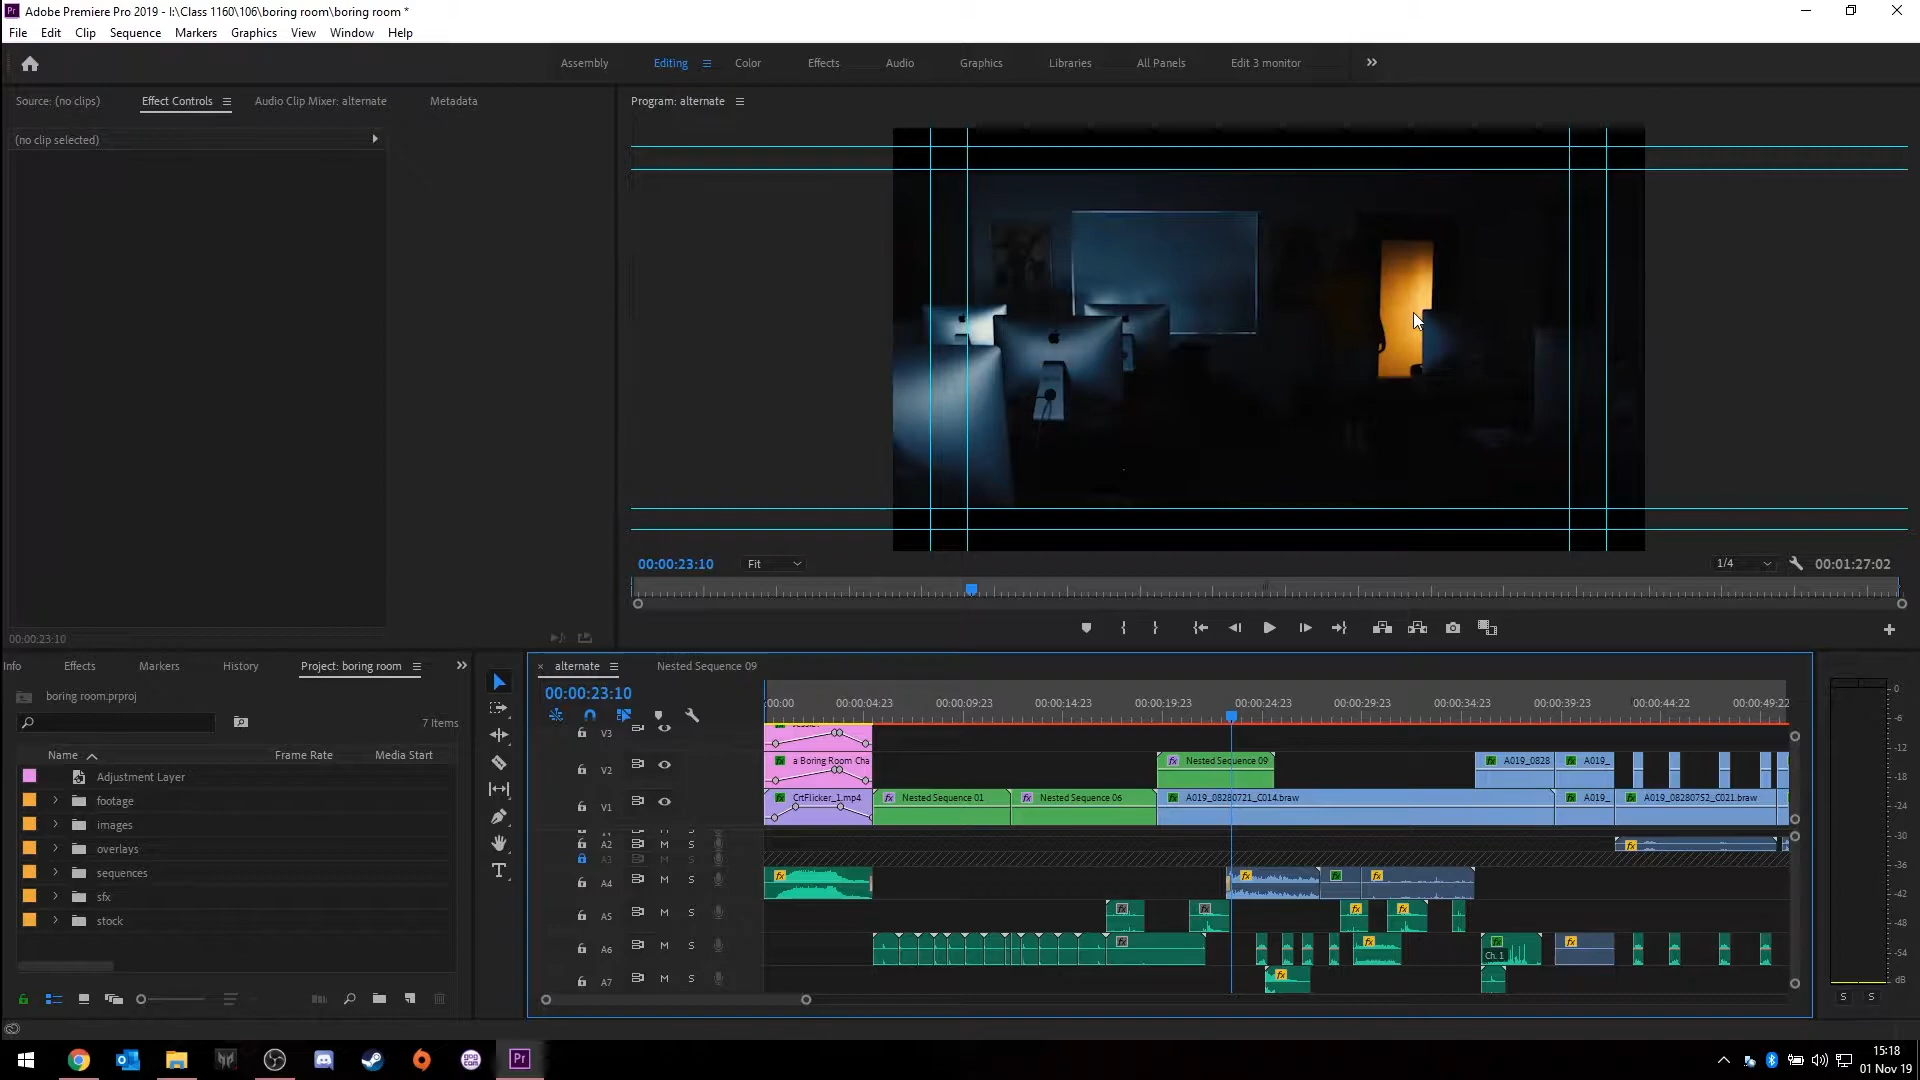 Adobe Premiere Pro 2019 - I:\Class 1160\106\boring room\boring room *
File Edit Clip Sequence Markers Graphics View Window Help
Assembly Editing Color Effects Audio Graphics Libraries All Panels Edit 3 monitor
Source: (no clips) Effect Controls Audio Clip Mixer: alternate Metadata
Program: alternate
(no clip selected)
00:00:23:10 Fit 1/4 00:01:27:02
00:00:23:10
Info Effects Markers History Project: boring room
alternate Nested Sequence 09
boring room.prproj
7 Items
Name Frame Rate Media Start
Adjustment Layer
footage
images
overlays
sequences
sfx
stock
00:00:23:10
:00:00 00:00:04:23 00:00:09:23 00:00:14:23 00:00:19:23 00:00:24:23 00:00:29:23 00:00:34:23 00:00:39:23 00:00:44:22 00:00:49:22
V3
V2 a Boring Room Cha Nested Sequence 09 A019_0828 A019_
V1 CrtFlicker_1.mp4 Nested Sequence 01 Nested Sequence 06 A019_08280721_C014.braw A019_ A019_08280752_C021.braw
A2 M S
A3 M S
A4 M S
A5 M S
A6 M S Ch. 1
A7 M S
0
-6
-12
-18
-24
-30
-36
-42
-48
-54
dB
S S
Pr
15:18
01 Nov 19